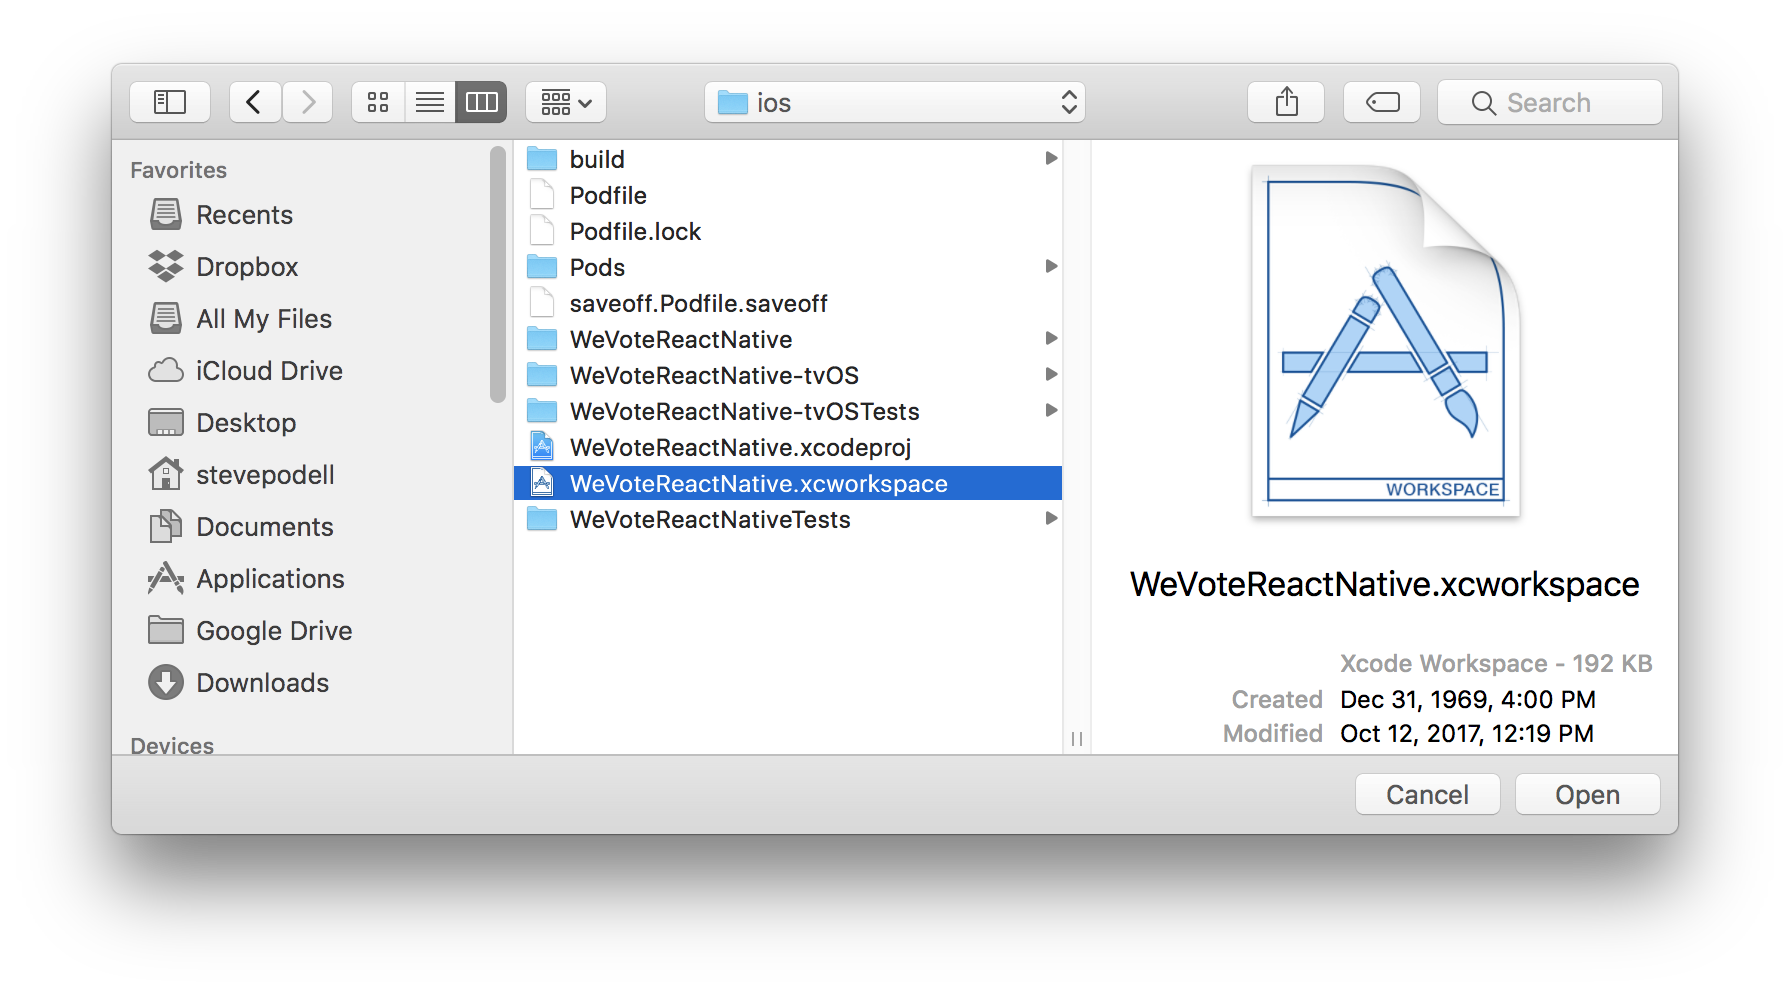 ios
Search
Favorites
Recents
Dropbox
All My Files
iCloud Drive
Desktop
stevepodell
Documents
Applications
Google Drive
Downloads
Devices
build
Podfile
Podfile.lock
Pods
saveoff.Podfile.saveoff
WeVoteReactNative
WeVoteReactNative-tvOS
WeVoteReactNative-tvOSTests
WeVoteReactNative.xcodeproj
WeVoteReactNative.xcworkspace
WeVoteReactNativeTests
WORKSPACE
WeVoteReactNative.xcworkspace
Xcode Workspace - 192 KB
Created Dec 31, 1969, 4:00 PM
Modified Oct 12, 2017, 12:19 PM
Cancel
Open